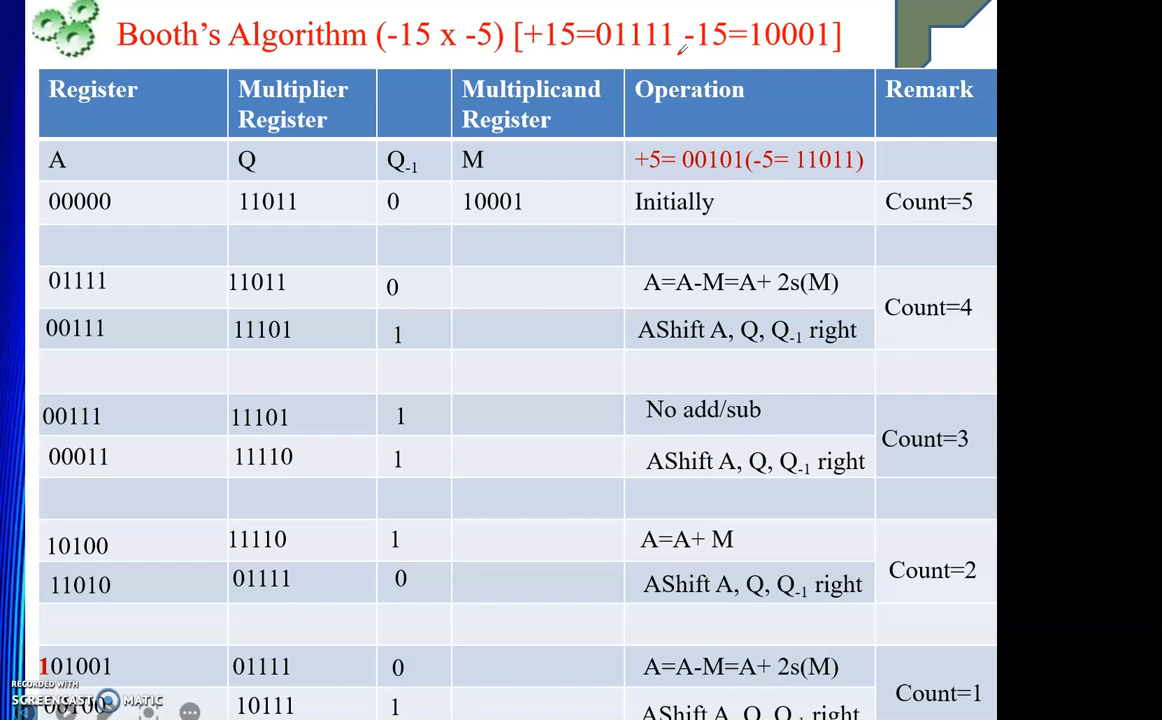 Booth's Algorithm (-15 x -5) [+15=01111 -15=10001]
Register Multiplier Register Multiplicand Register Operation Remark
A Q Q-1 M +5= 00101(-5= 11011)
00000 11011 0 10001 Initially Count=5
01111 11011 0 A=A-M=A+ 2s(M) Count=4
00111 11101 1 AShift A, Q, Q-1 right
00111 11101 1 No add/sub Count=3
00011 11110 1 AShift A, Q, Q-1 right
10100 11110 1 A=A+ M Count=2
11010 01111 0 AShift A, Q, Q-1 right
101001 01111 0 A=A-M=A+ 2s(M) Count=1
10111 1 AShift A, Q, Q-1 right
RECORDED WITH
SCREENCAST MATIC